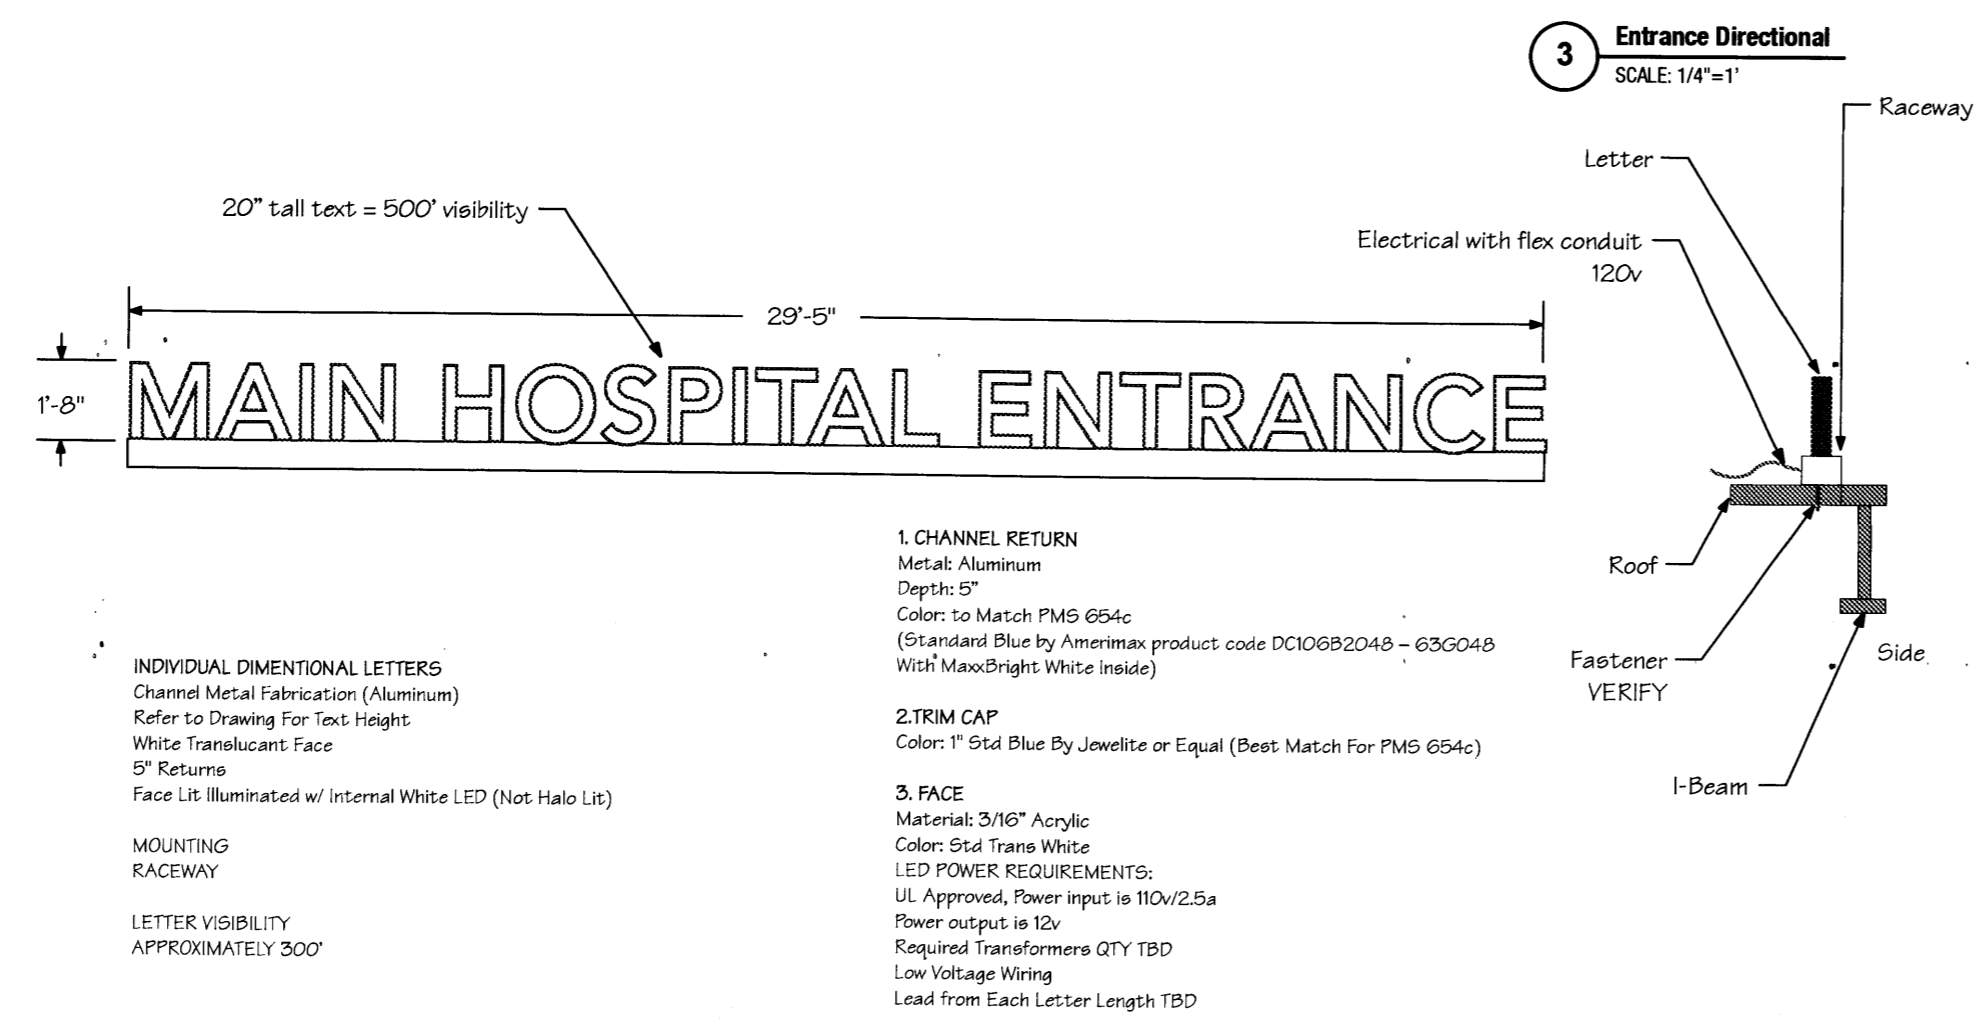 3
Entrance Directional
SCALE: 1/4"=1'
Raceway
Letter
Electrical with flex conduit
120v
20" tall text = 500' visibility
29'-5"
1'-8"
MAIN HOSPITAL ENTRANCE
Roof
Fastener
VERIFY
Side
I-Beam
INDIVIDUAL DIMENTIONAL LETTERS
Channel Metal Fabrication (Aluminum)
Refer to Drawing For Text Height
White Translucant Face
5" Returns
Face Lit Illuminated w/ Internal White LED (Not Halo Lit)
MOUNTING
RACEWAY
LETTER VISIBILITY
APPROXIMATELY 300'
1. CHANNEL RETURN
Metal: Aluminum
Depth: 5"
Color: to Match PMS 654c
(Standard Blue by Amerimax product code DC106B2048 – 63G048
With MaxxBright White Inside)
2.TRIM CAP
Color: 1" Std Blue By Jewelite or Equal (Best Match For PMS 654c)
3. FACE
Material: 3/16" Acrylic
Color: Std Trans White
LED POWER REQUIREMENTS:
UL Approved, Power input is 110v/2.5a
Power output is 12v
Required Transformers QTY TBD
Low Voltage Wiring
Lead from Each Letter Length TBD